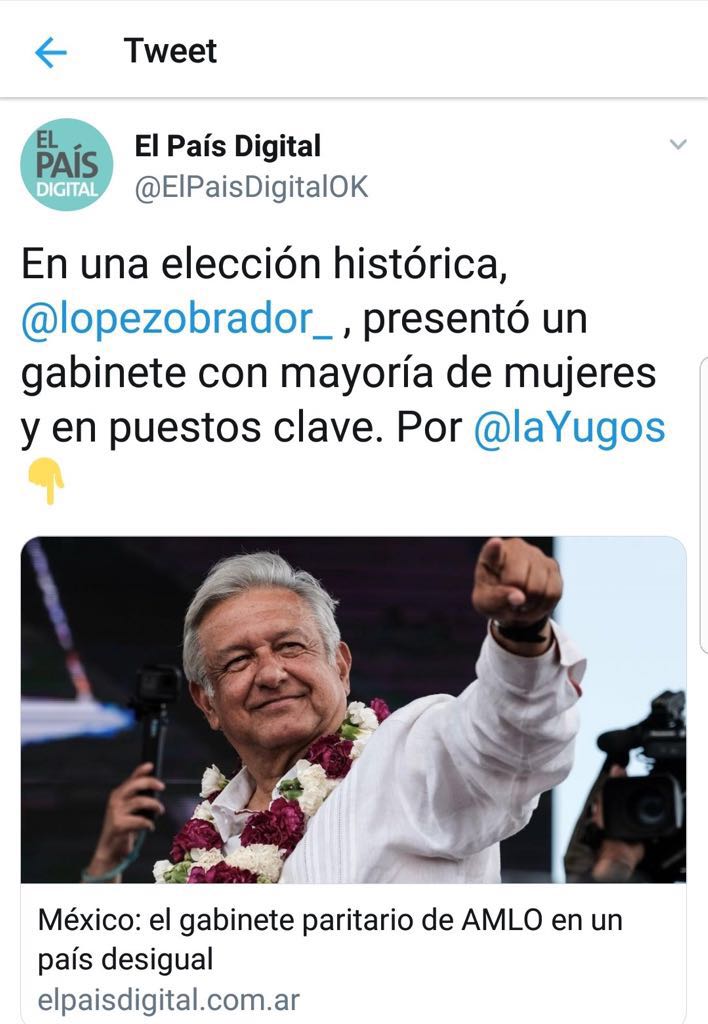 Tweet
EL
PAÍS
DIGITAL
El País Digital
@ElPaisDigitalOK
En una elección histórica,
@lopezobrador_ , presentó un
gabinete con mayoría de mujeres
y en puestos clave. Por @laYugos
👇
México: el gabinete paritario de AMLO en un
país desigual
elpaisdigital.com.ar